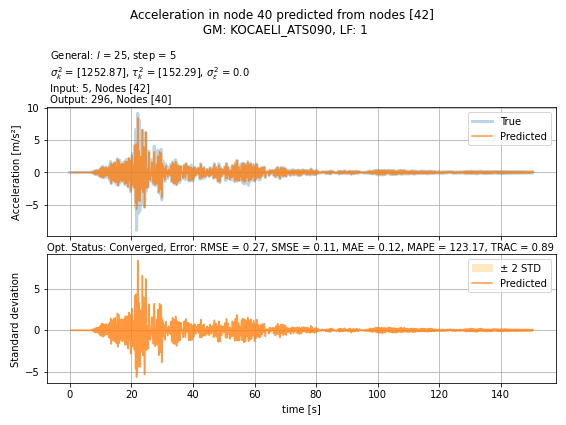 Acceleration in node 40 predicted from nodes [42]
GM: KOCAELI_ATS090, LF: 1
General: l = 25, step = 5
σ²ₖ = [1252.87], τ²ₖ = [152.29], σ²ε = 0.0
Input: 5, Nodes [42]
Output: 296, Nodes [40]
Acceleration [m/s²]
10
5
0
−5
True
Predicted
Opt. Status: Converged, Error: RMSE = 0.27, SMSE = 0.11, MAE = 0.12, MAPE = 123.17, TRAC = 0.89
Standard deviation
5
0
−5
± 2 STD
Predicted
0 20 40 60 80 100 120 140
time [s]